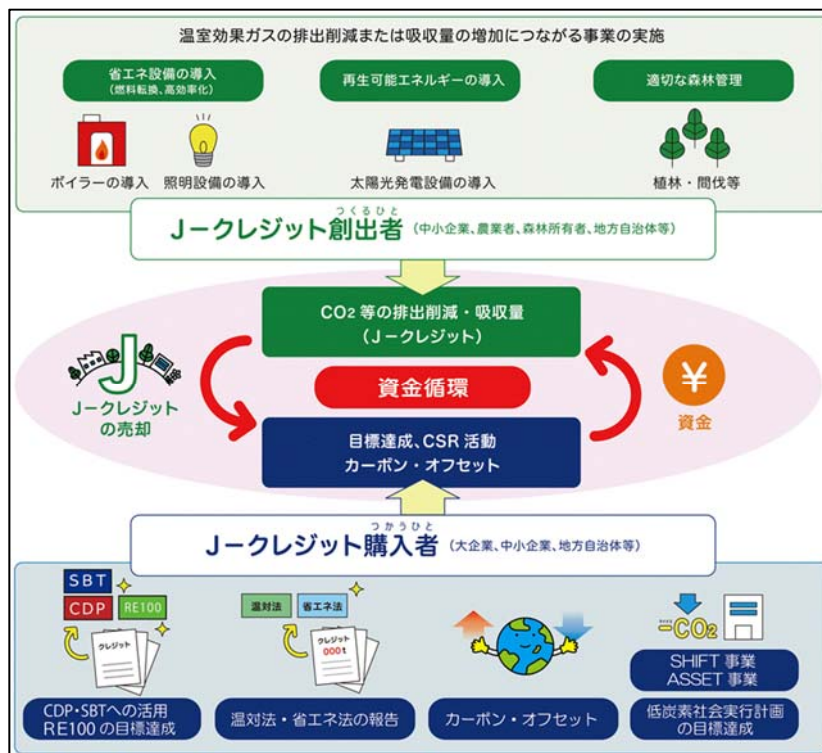 温室効果ガスの排出削減または吸収量の増加につながる事業の実施
省エネ設備の導入
(燃料転換、高効率化)
再生可能エネルギーの導入
適切な森林管理
ボイラーの導入
照明設備の導入
太陽光発電設備の導入
植林・間伐等
つくるひと
Jークレジット創出者(中小企業、農業者、森林所有者、地方自治体等)
CO2 等の排出削減・吸収量
(Jークレジット)
J
Jークレジット
の売却
資金循環
¥
資金
目標達成、CSR 活動
カーボン・オフセット
つかうひと
Jークレジット購入者(大企業、中小企業、地方自治体等)
SBT
CDP
RE100
クレジット
温対法
省エネ法
クレジット
000t
CO2
CDP・SBTへの活用
RE100の目標達成
温対法・省エネ法の報告
カーボン・オフセット
SHIFT 事業
ASSET 事業
低炭素社会実行計画
の目標達成